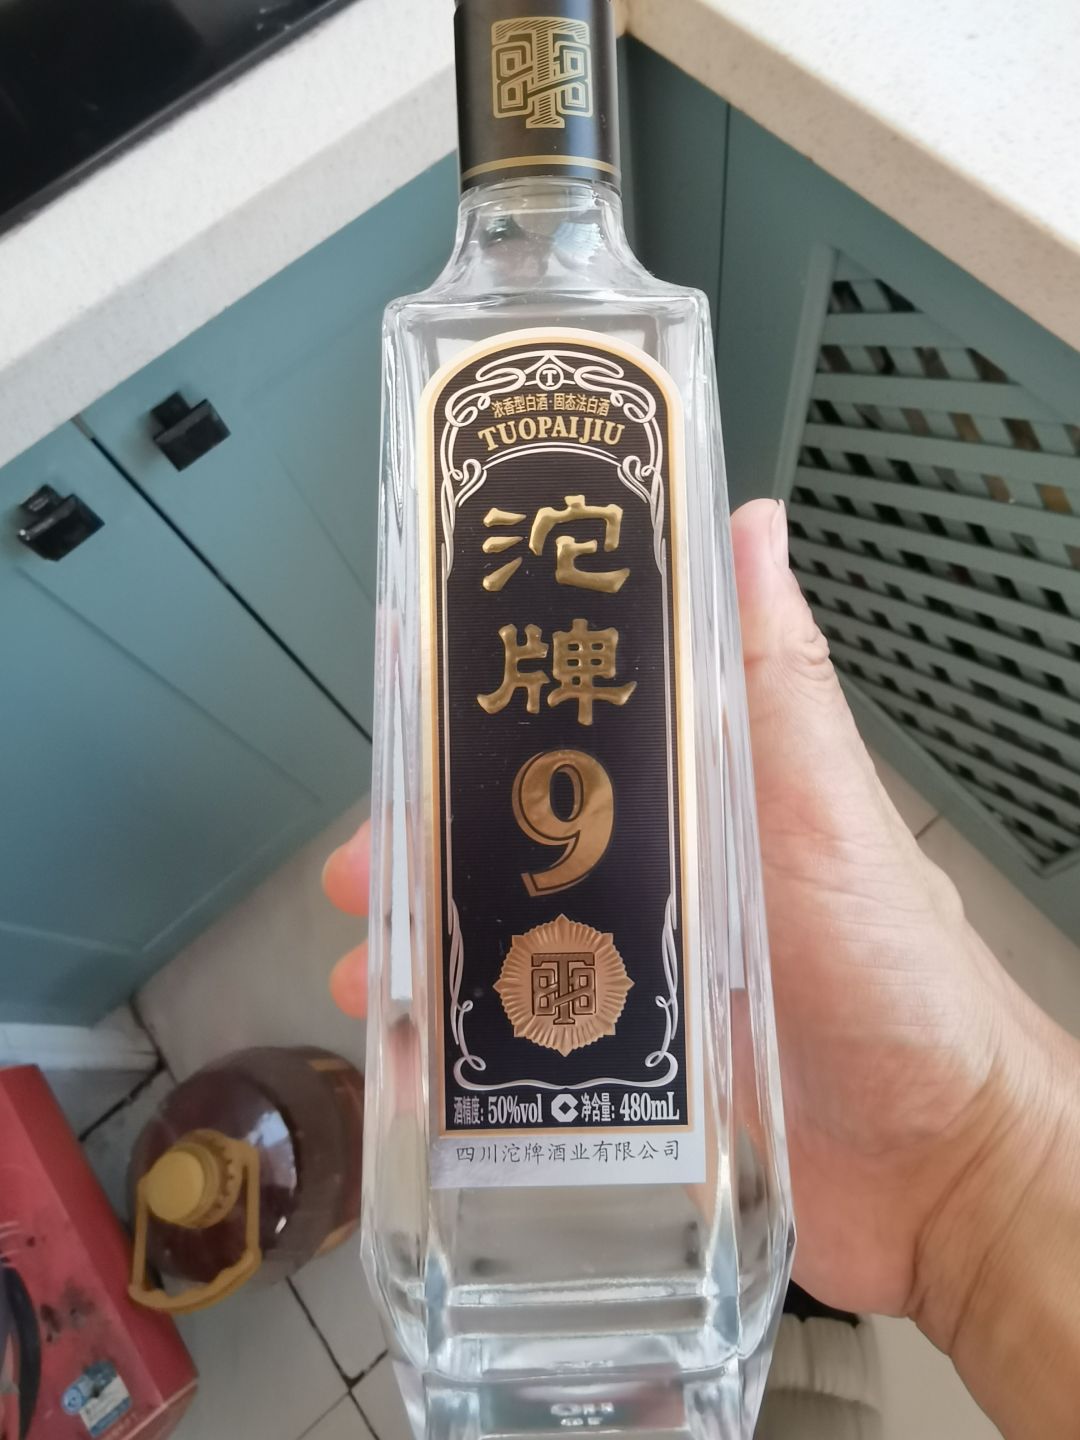 T
浓香型白酒·固态法白酒
TUOPAIJIU
沱
牌
9
酒精度：50%vol 净含量：480mL
四川沱牌酒业有限公司